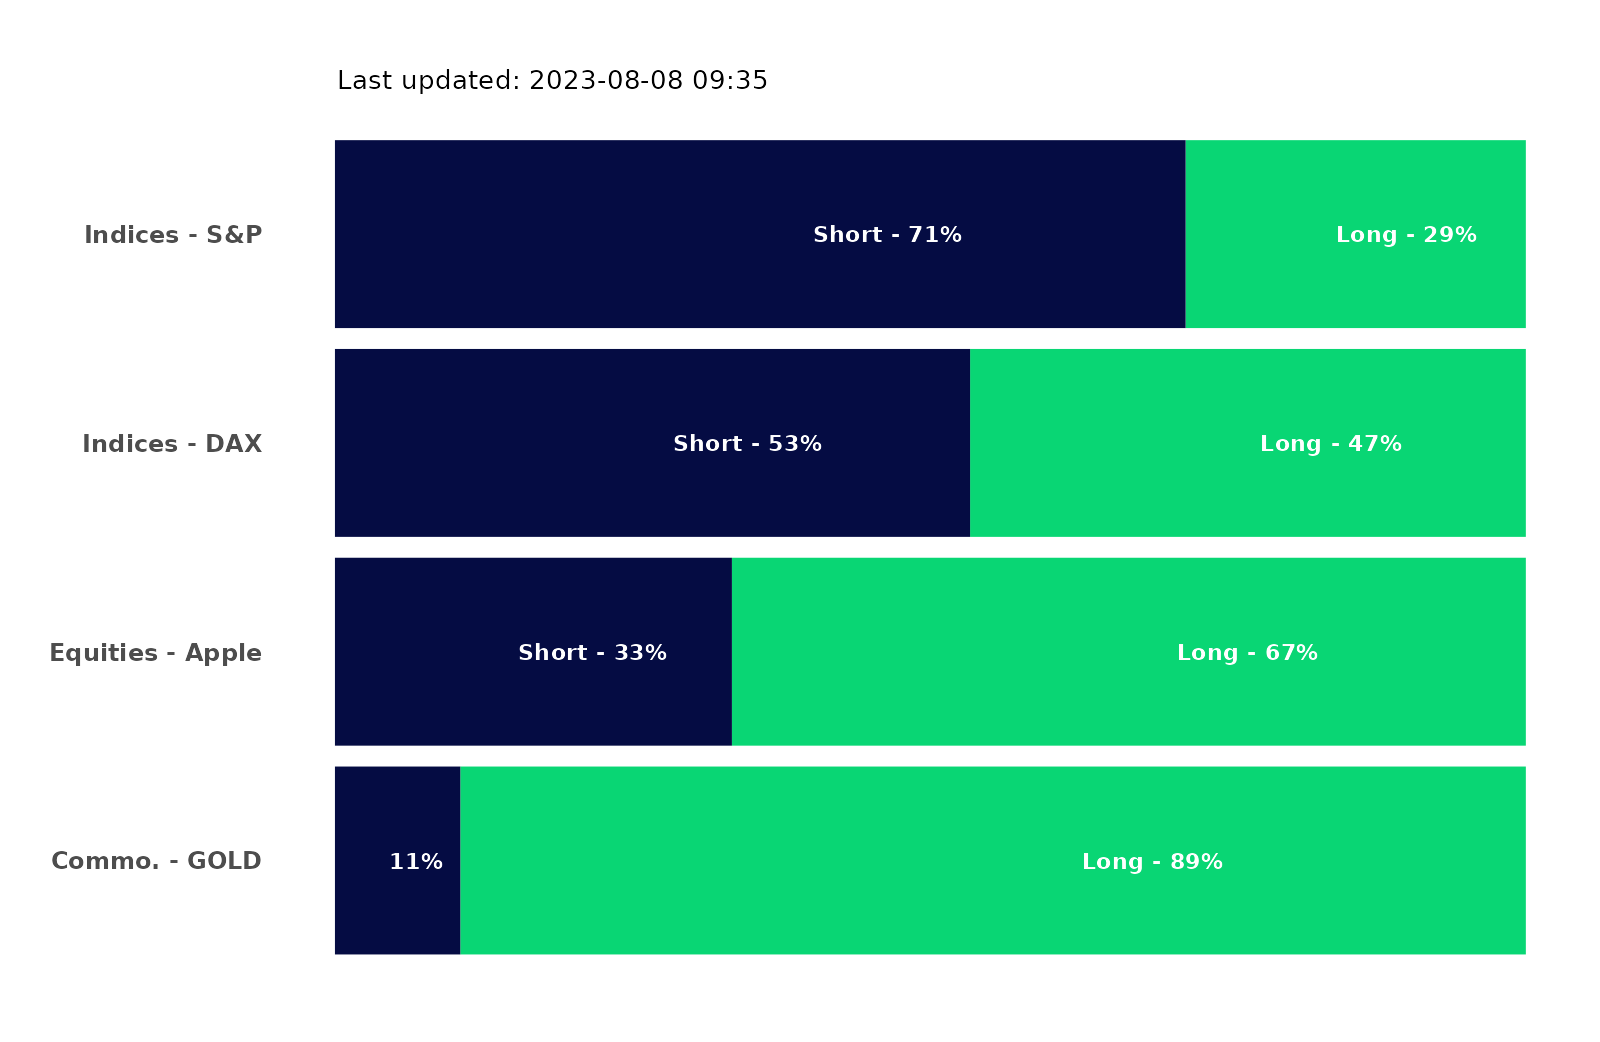 Last updated: 2023-08-08 09:35
Indices - S&P Short - 71% Long - 29%
Indices - DAX Short - 53% Long - 47%
Equities - Apple Short - 33% Long - 67%
Commo. - GOLD 11% Long - 89%